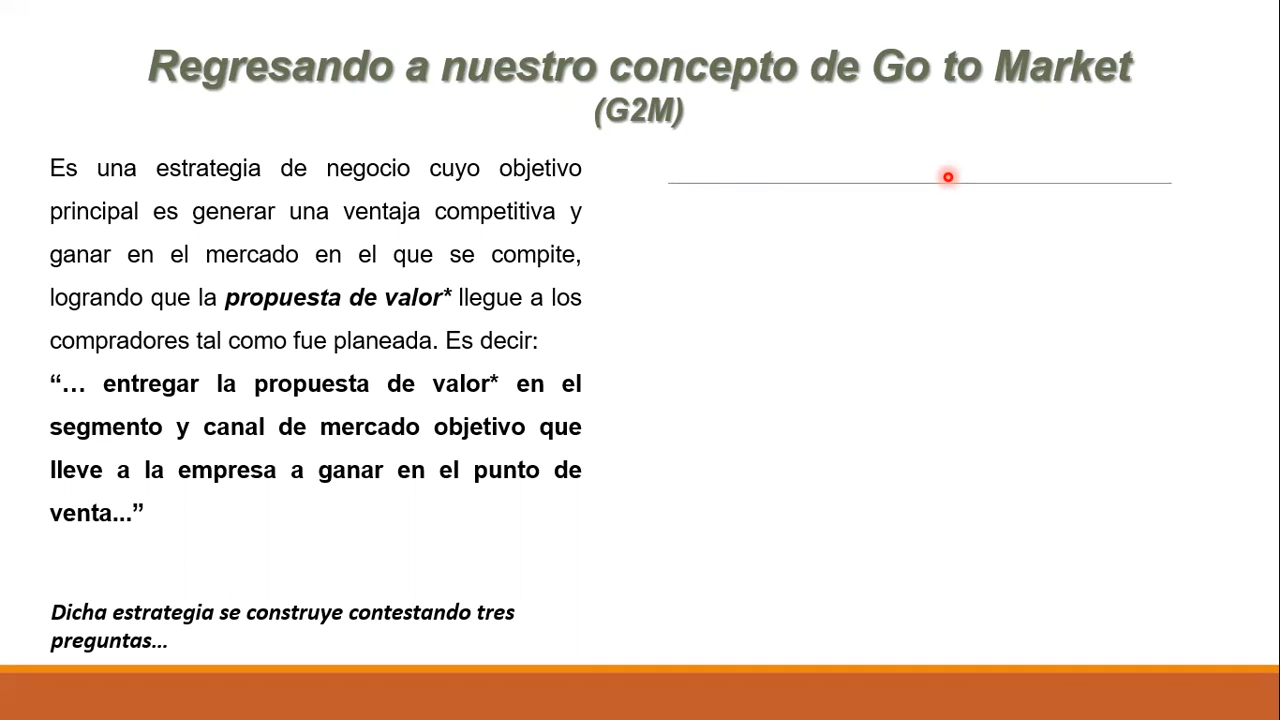 Regresando a nuestro concepto de Go to Market
(G2M)
Es una estrategia de negocio cuyo objetivo
principal es generar una ventaja competitiva y
ganar en el mercado en el que se compite,
logrando que la propuesta de valor* llegue a los
compradores tal como fue planeada. Es decir:
“… entregar la propuesta de valor* en el
segmento y canal de mercado objetivo que
lleve a la empresa a ganar en el punto de
venta...”
Dicha estrategia se construye contestando tres
preguntas…